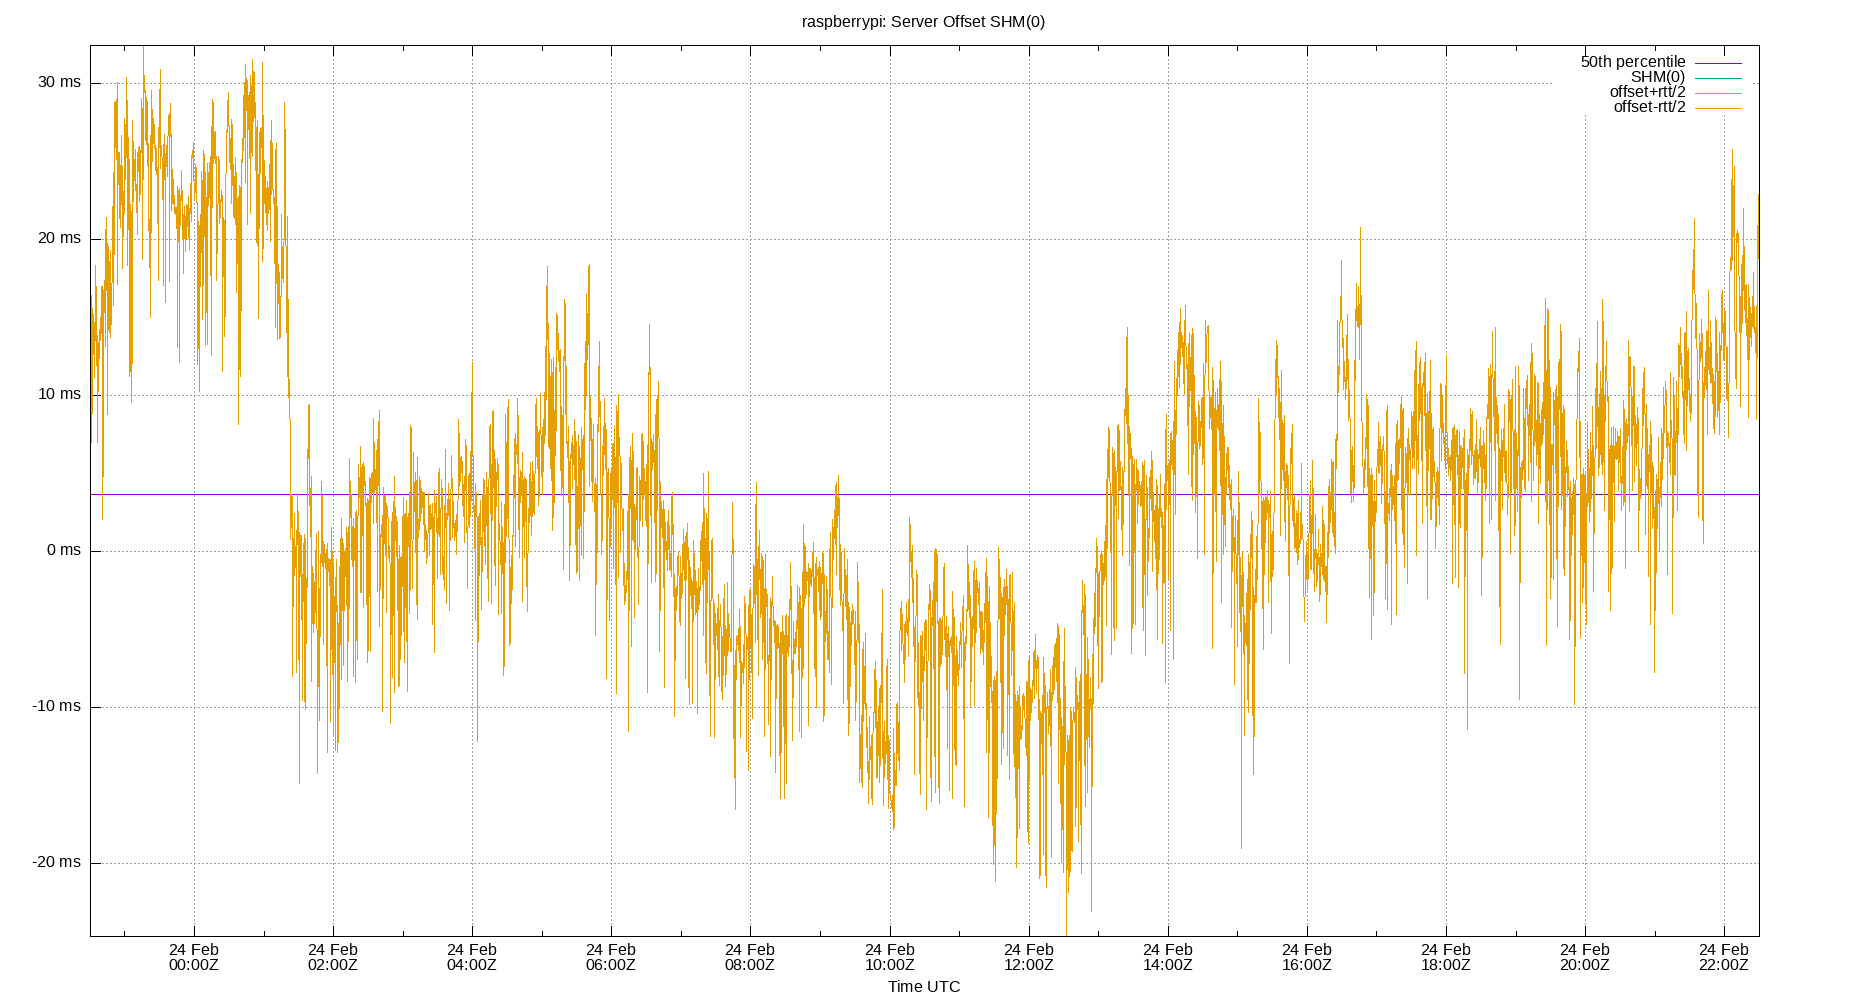 raspberrypi: Server Offset SHM(0)
50th percentile
SHM(0)
offset+rtt/2
offset-rtt/2
30 ms
20 ms
10 ms
0 ms
-10 ms
-20 ms
24 Feb 24 Feb 24 Feb 24 Feb 24 Feb 24 Feb 24 Feb 24 Feb 24 Feb 24 Feb 24 Feb 24 Feb
00:00Z 02:00Z 04:00Z 06:00Z 08:00Z 10:00Z 12:00Z 14:00Z 16:00Z 18:00Z 20:00Z 22:00Z
Time UTC